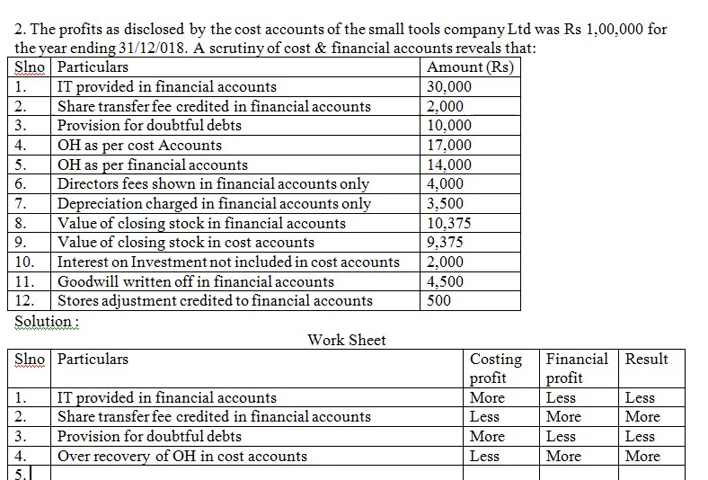 2. The profits as disclosed by the cost accounts of the small tools company Ltd was Rs 1,00,000 for
the year ending 31/12/018. A scrutiny of cost & financial accounts reveals that:
Slno Particulars Amount (Rs)
1. IT provided in financial accounts 30,000
2. Share transfer fee credited in financial accounts 2,000
3. Provision for doubtful debts 10,000
4. OH as per cost Accounts 17,000
5. OH as per financial accounts 14,000
6. Directors fees shown in financial accounts only 4,000
7. Depreciation charged in financial accounts only 3,500
8. Value of closing stock in financial accounts 10,375
9. Value of closing stock in cost accounts 9,375
10. Interest on Investment not included in cost accounts 2,000
11. Goodwill written off in financial accounts 4,500
12. Stores adjustment credited to financial accounts 500
Solution :
Work Sheet
Slno Particulars Costing Financial Result
profit profit
1. IT provided in financial accounts More Less Less
2. Share transfer fee credited in financial accounts Less More More
3. Provision for doubtful debts More Less Less
4. Over recovery of OH in cost accounts Less More More
5.